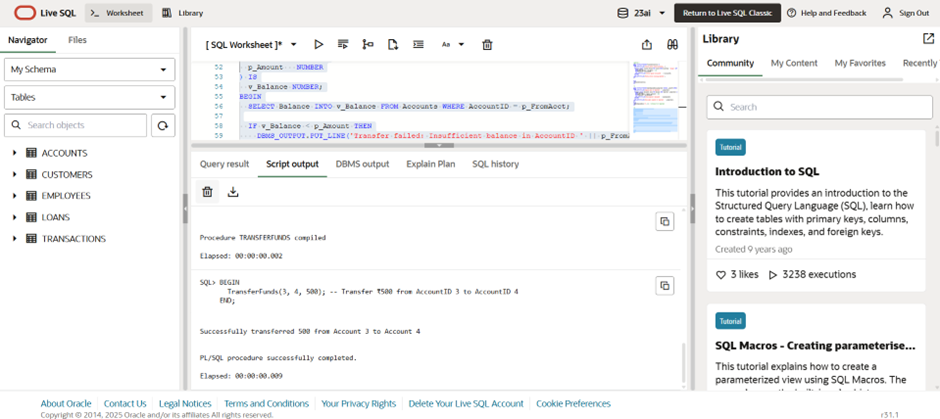 Live SQL
Worksheet
Library
23ai
Return to Live SQL Classic
Help and Feedback
Sign Out
Navigator
Files
My Schema
Tables
Search objects
ACCOUNTS
CUSTOMERS
EMPLOYEES
LOANS
TRANSACTIONS
[ SQL Worksheet ]*
Aa
52 p_Amount NUMBER
53 ) IS
54 v_Balance NUMBER;
55 BEGIN
56 SELECT Balance INTO v_Balance FROM Accounts WHERE AccountID = p_FromAcct;
57
58 IF v_Balance < p_Amount THEN
59 DBMS_OUTPUT.PUT_LINE('Transfer failed: Insufficient balance in AccountID ' || p_From
Query result
Script output
DBMS output
Explain Plan
SQL history
Procedure TRANSFERFUNDS compiled
Elapsed: 00:00:00.002
SQL> BEGIN
TransferFunds(3, 4, 500); -- Transfer ₹500 from AccountID 3 to AccountID 4
END;
Successfully transferred 500 from Account 3 to Account 4
PL/SQL procedure successfully completed.
Elapsed: 00:00:00.009
Library
Community
My Content
My Favorites
Recently
Search
Tutorial
Introduction to SQL
This tutorial provides an introduction to the
Structured Query Language (SQL), learn how
to create tables with primary keys, columns,
constraints, indexes, and foreign keys.
Created 9 years ago
3 likes
3238 executions
Tutorial
SQL Macros - Creating parameterise...
This tutorial explains how to create a
parameterized view using SQL Macros. The
About Oracle
Contact Us
Legal Notices
Terms and Conditions
Your Privacy Rights
Delete Your Live SQL Account
Cookie Preferences
Copyright © 2014, 2025 Oracle and/or its affiliates All rights reserved.
r31.1